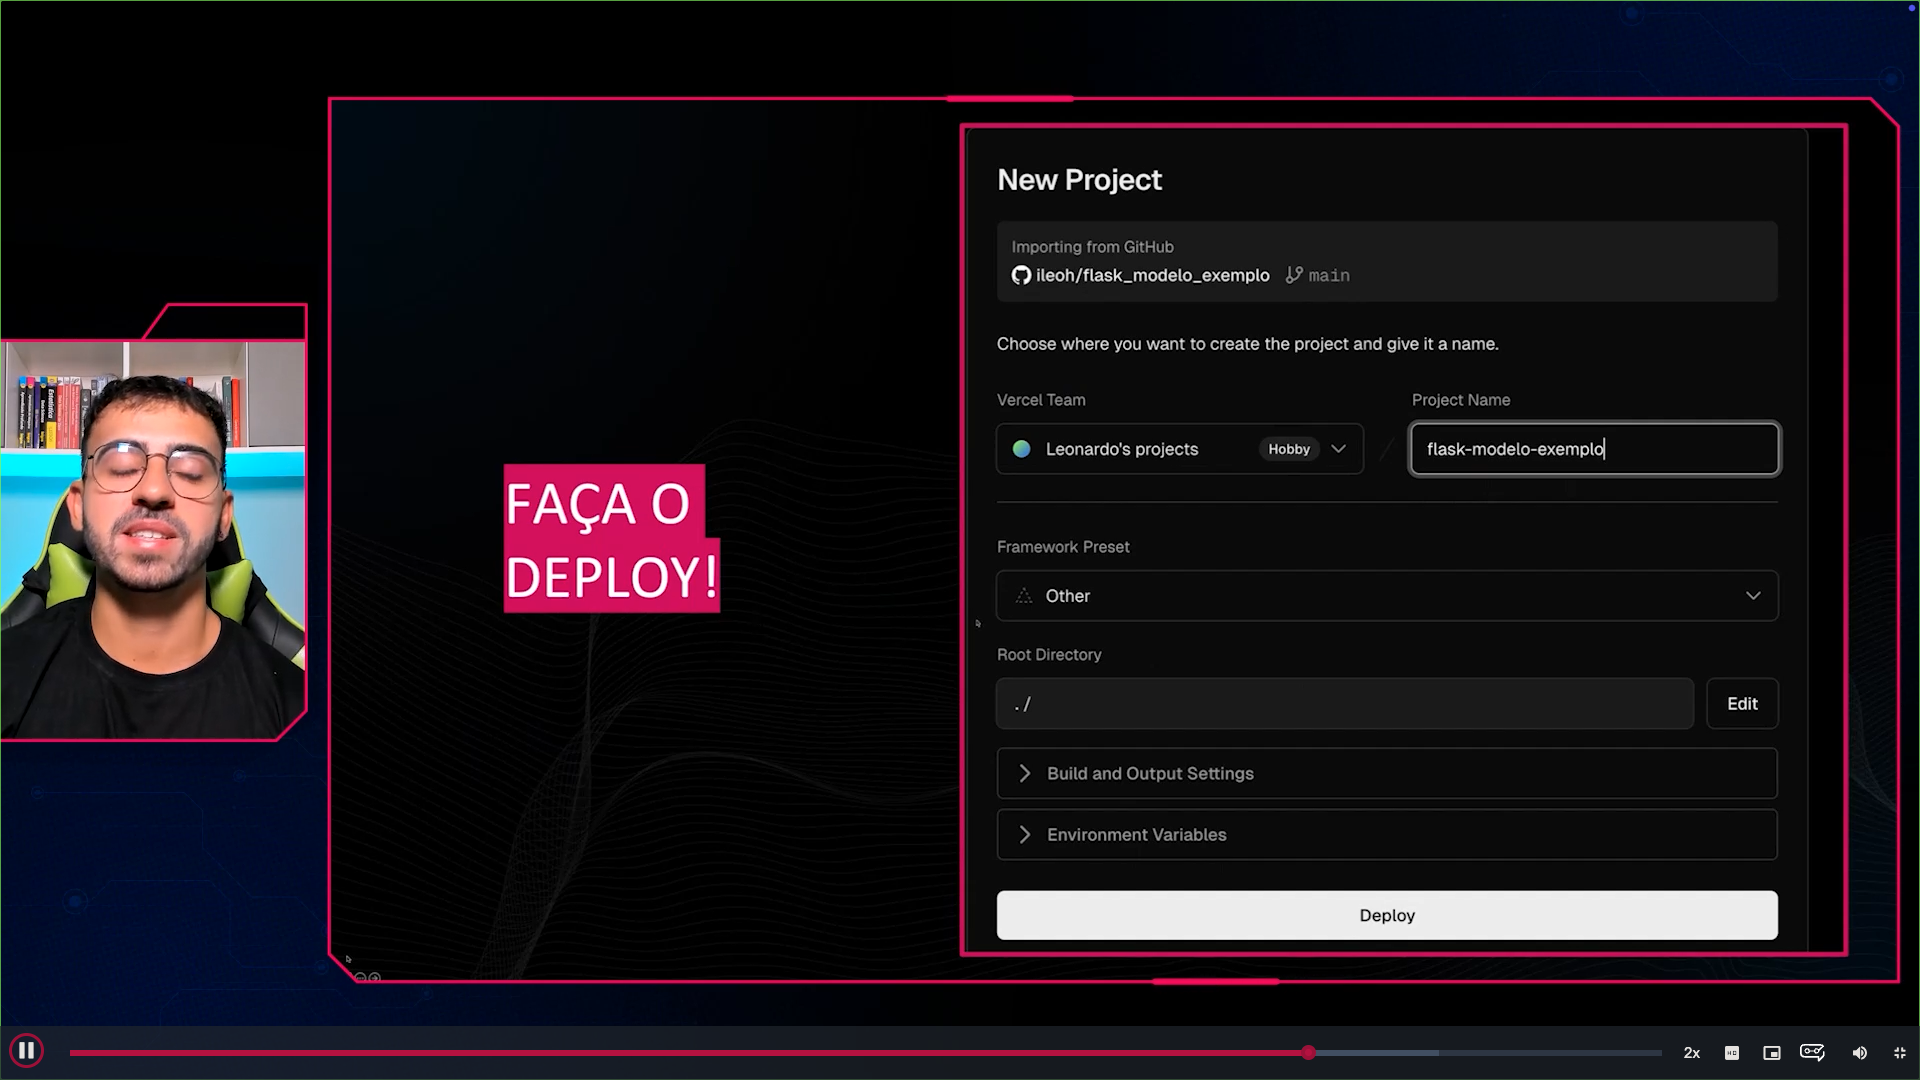 FAÇA O
DEPLOY!
New Project
Importing from GitHub
ileoh/flask_modelo_exemplo main
Choose where you want to create the project and give it a name.
Vercel Team
Project Name
Leonardo's projects Hobby
/
flask-modelo-exemplo
Framework Preset
Other
Root Directory
./
Edit
Build and Output Settings
Environment Variables
Deploy
Estatística
2x
HD